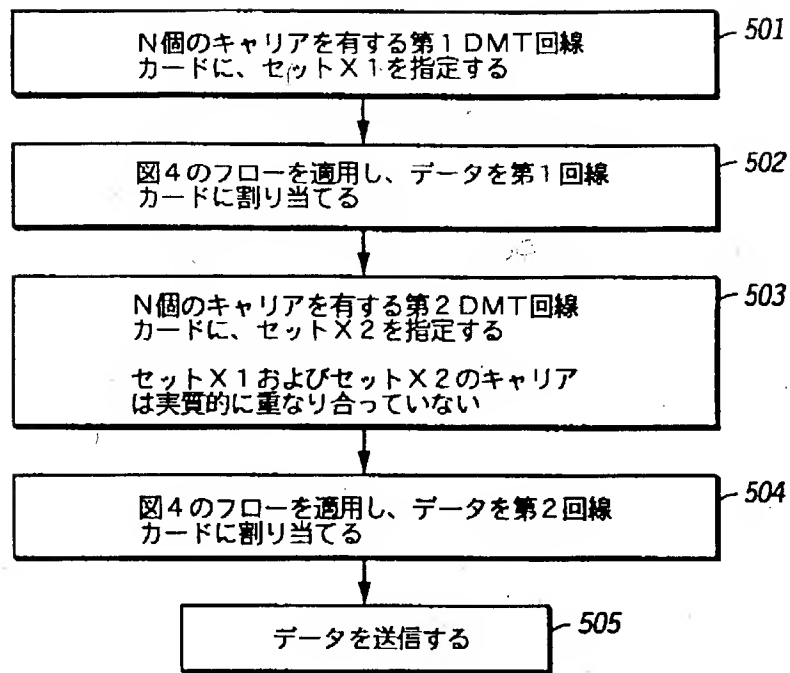 N個のキャリアを有する第1DMT回線
カードに、セットX1を指定する
501
図4のフローを適用し、データを第1回線
カードに割り当てる
502
N個のキャリアを有する第2DMT回線
カードに、セットX2を指定する
セットX1およびセットX2のキャリア
は実質的に重なり合っていない
503
図4のフローを適用し、データを第2回線
カードに割り当てる
504
データを送信する
505